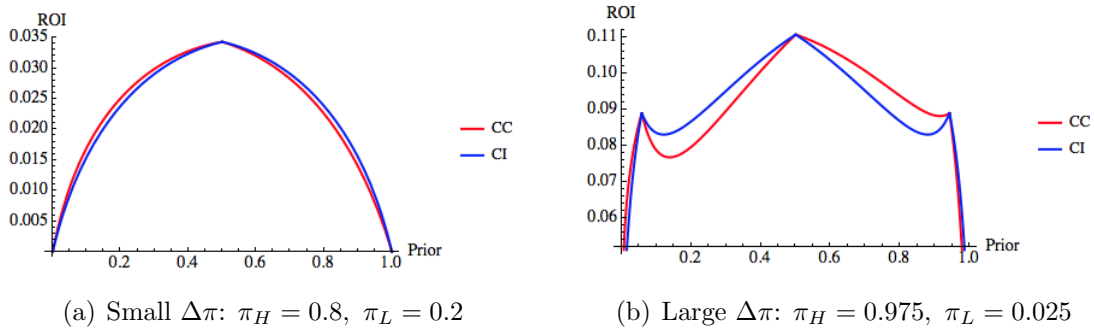 ROI
0.035
0.030
0.025
0.020
0.015
0.010
0.005
0.2 0.4 0.6 0.8 1.0 Prior
CC
CI
ROI
0.11
0.10
0.09
0.08
0.07
0.06
0.2 0.4 0.6 0.8 1.0 Prior
CC
CI
(a) Small Δπ: π_H = 0.8, π_L = 0.2
(b) Large Δπ: π_H = 0.975, π_L = 0.025